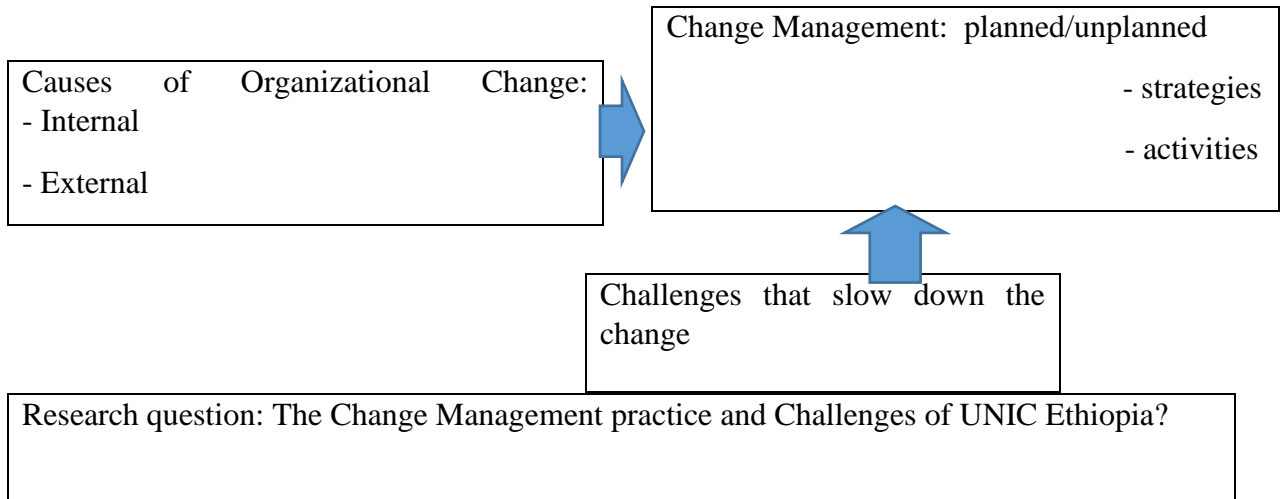 Change Management: planned/unplanned
- strategies
- activities
Causes of Organizational Change:
- Internal
- External
Challenges that slow down the
change
Research question: The Change Management practice and Challenges of UNIC Ethiopia?